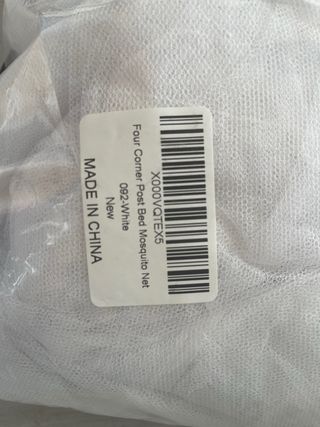 X000VQTEX5
Four Corner Post Bed Mosquito Net
092-White
New
MADE IN CHINA